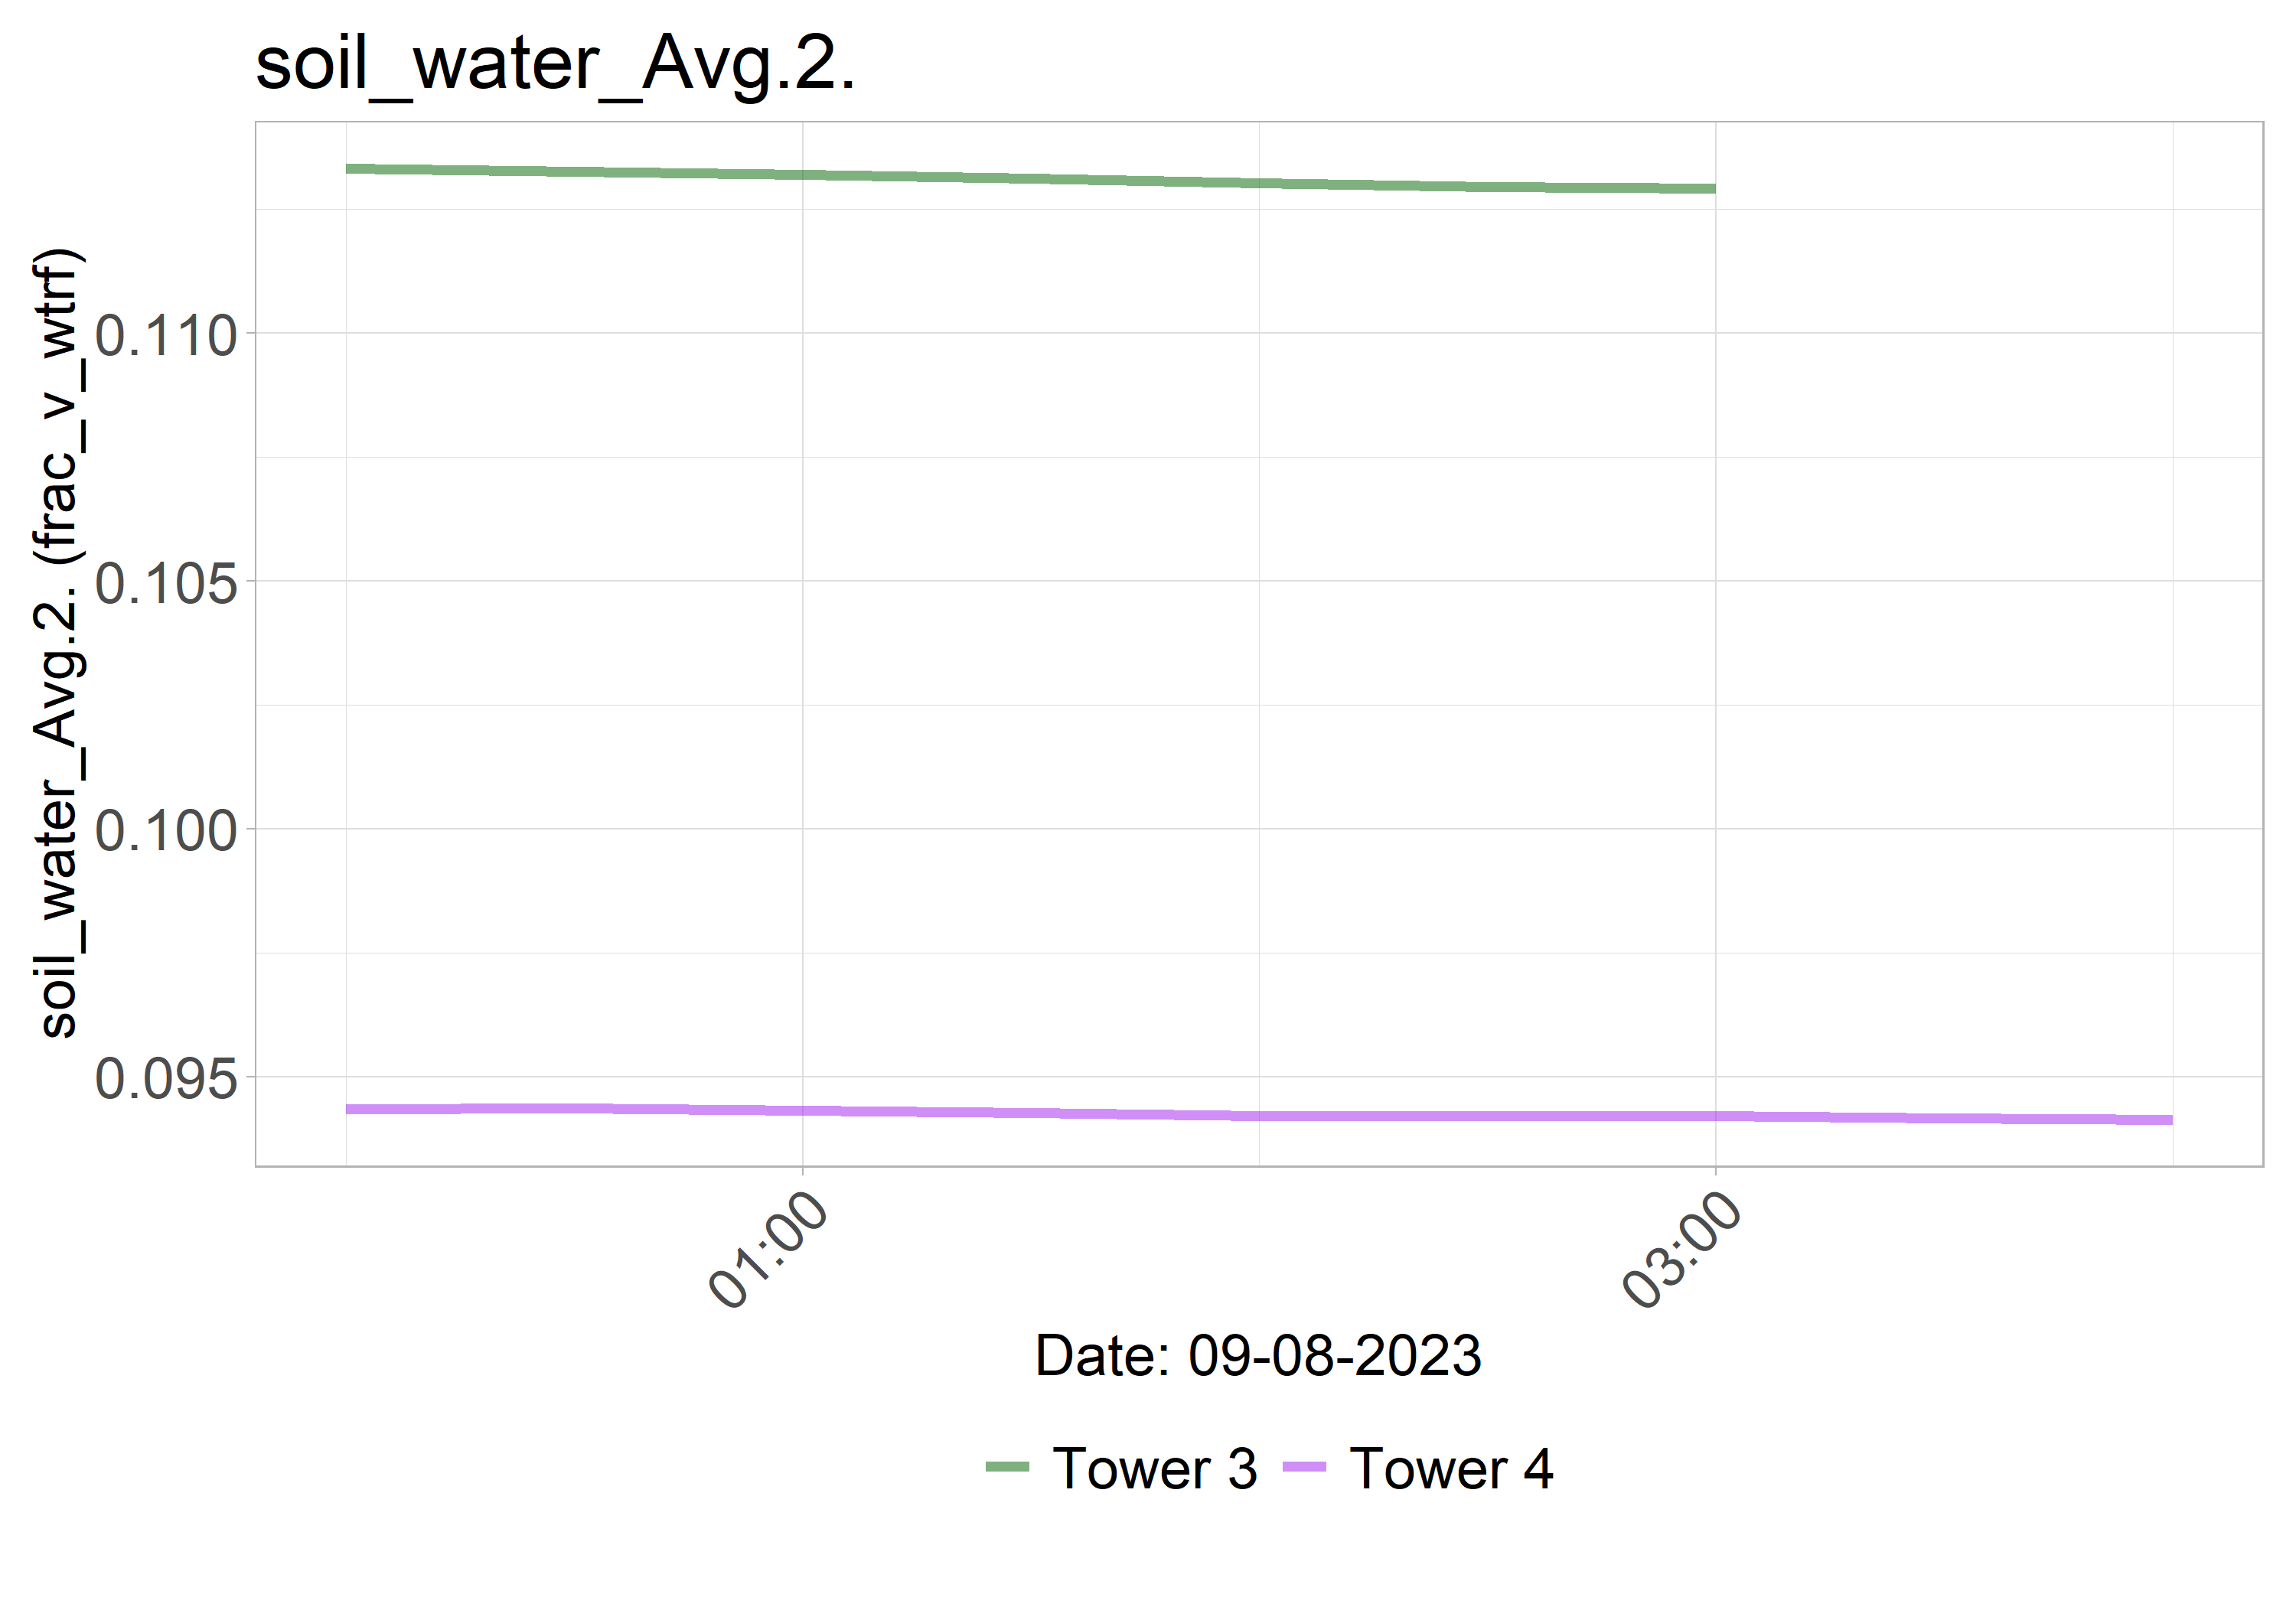 soil_water_Avg.2.
soil_water_Avg.2. (frac_v_wtrf)
0.110
0.105
0.100
0.095
01:00
03:00
Date: 09-08-2023
Tower 3
Tower 4